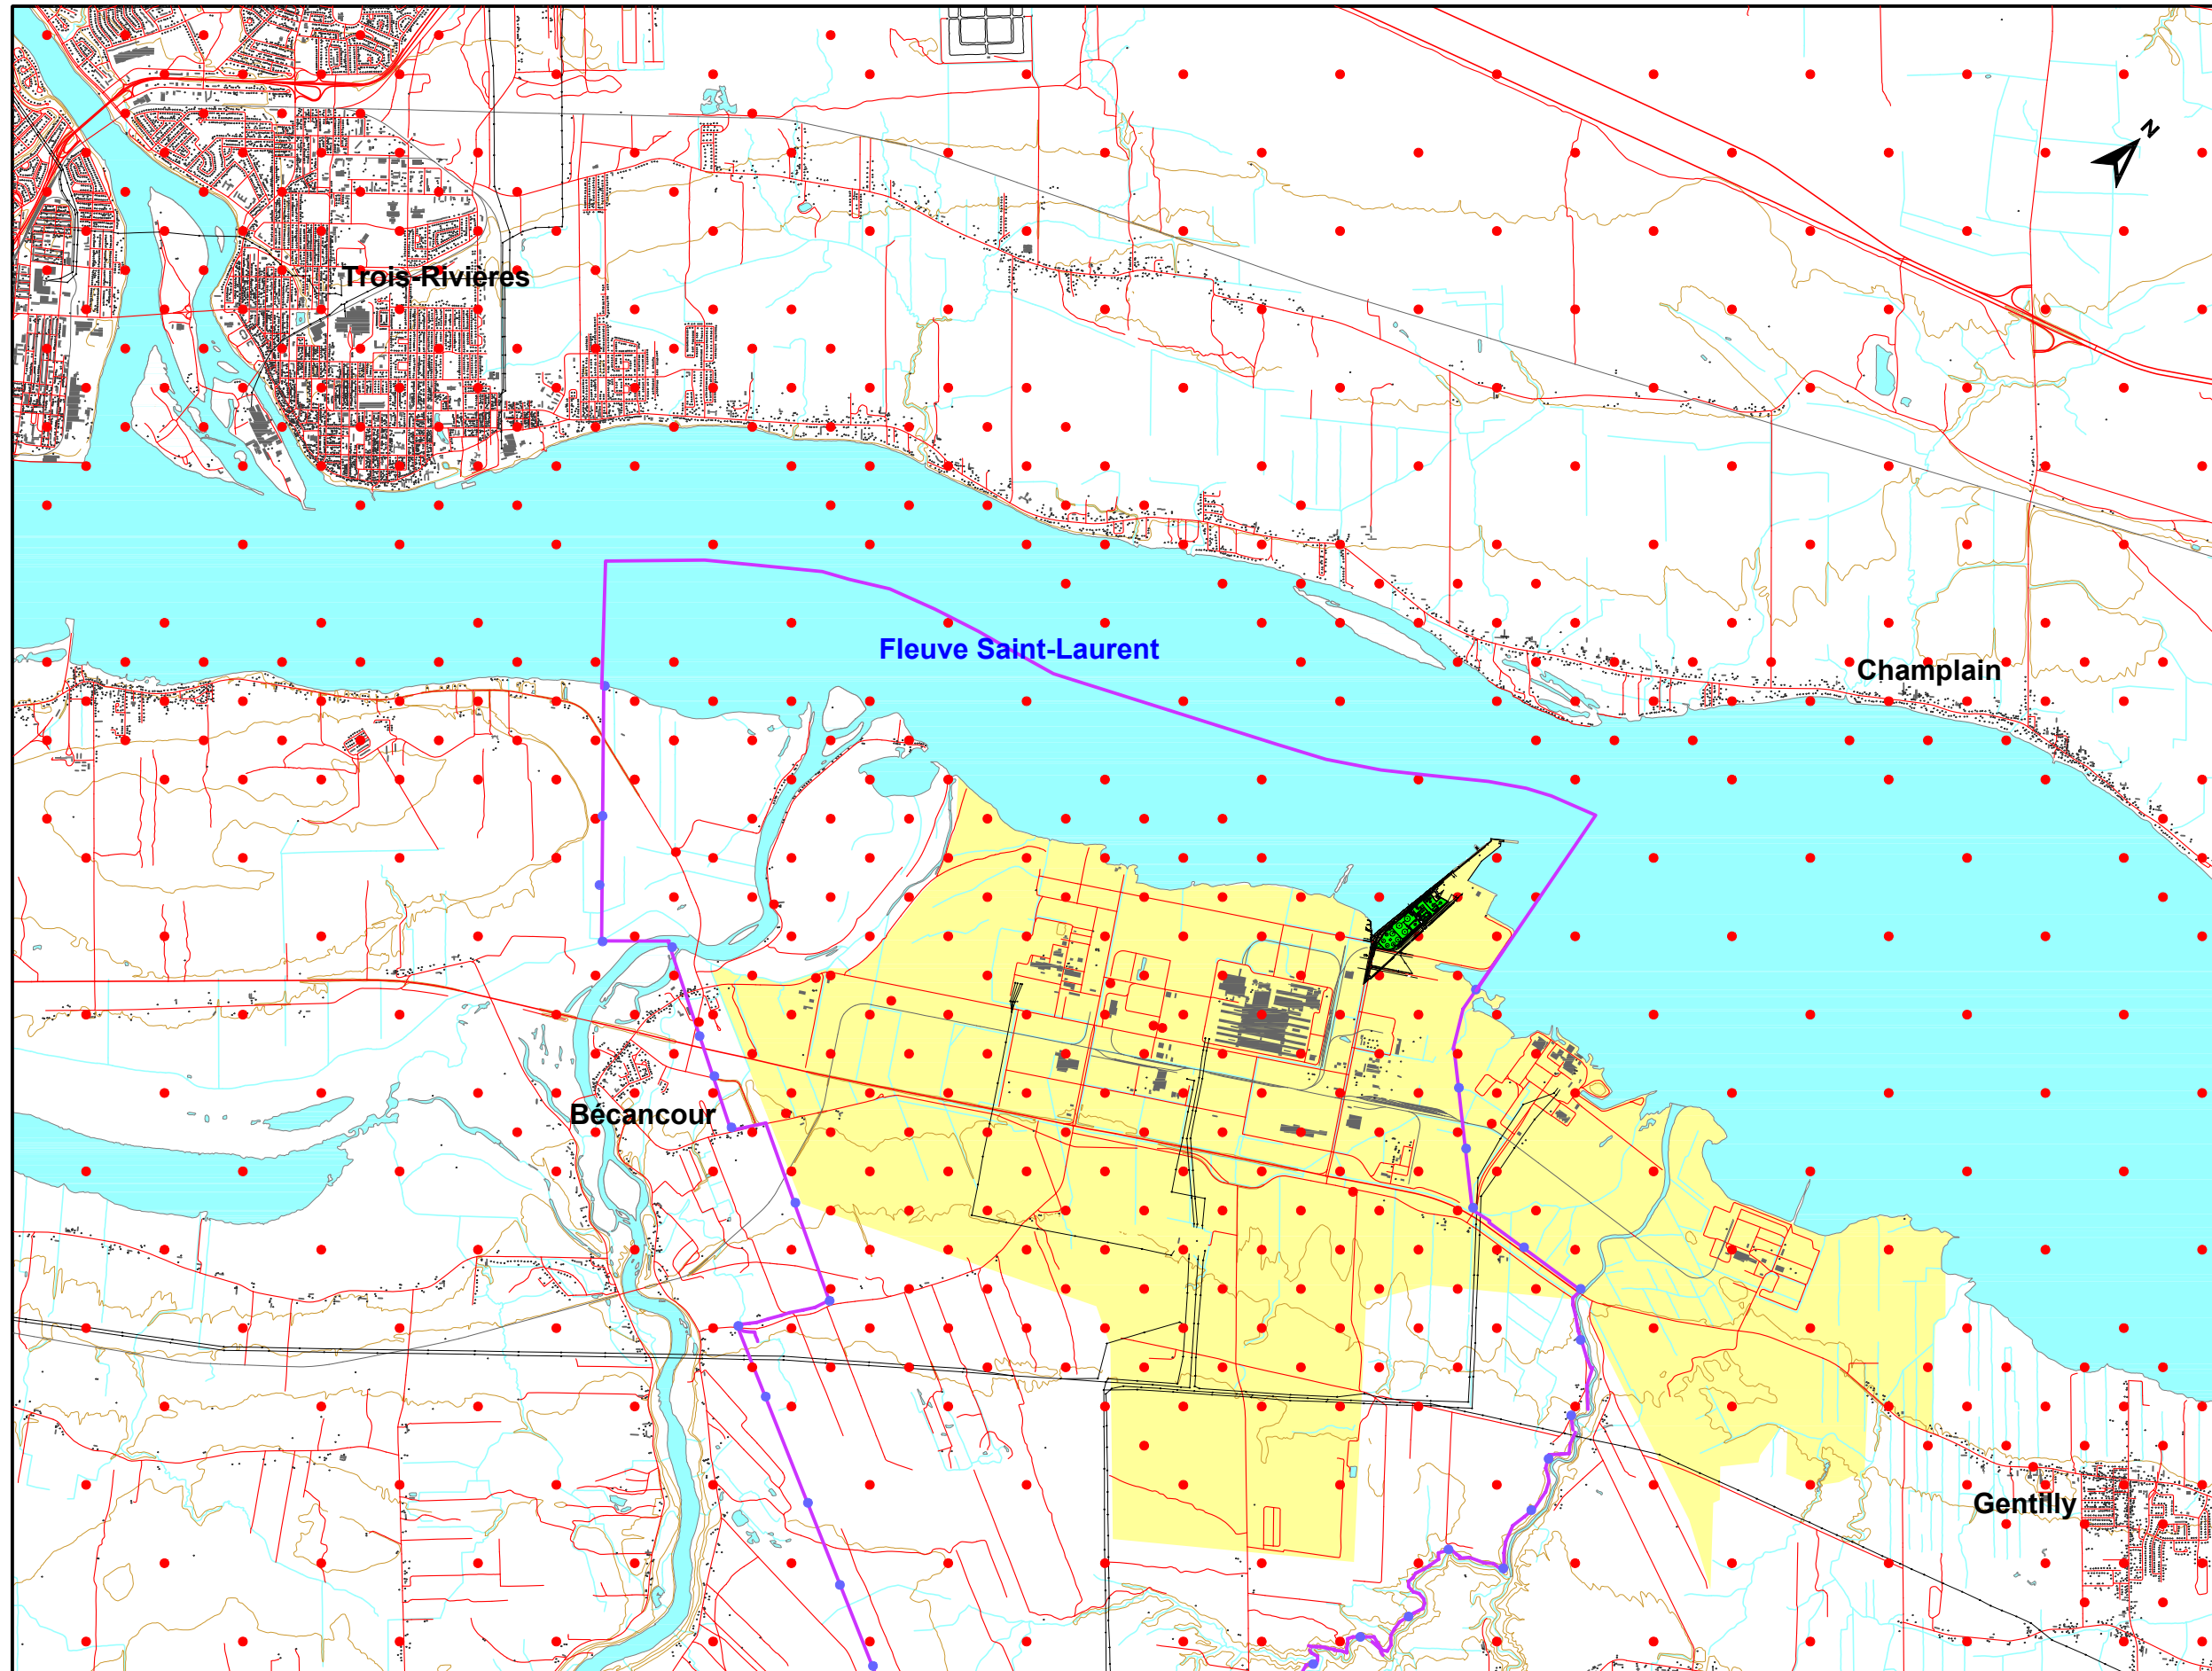 N
Trois-Rivières
Fleuve Saint-Laurent
Champlain
Bécancour
Gentilly